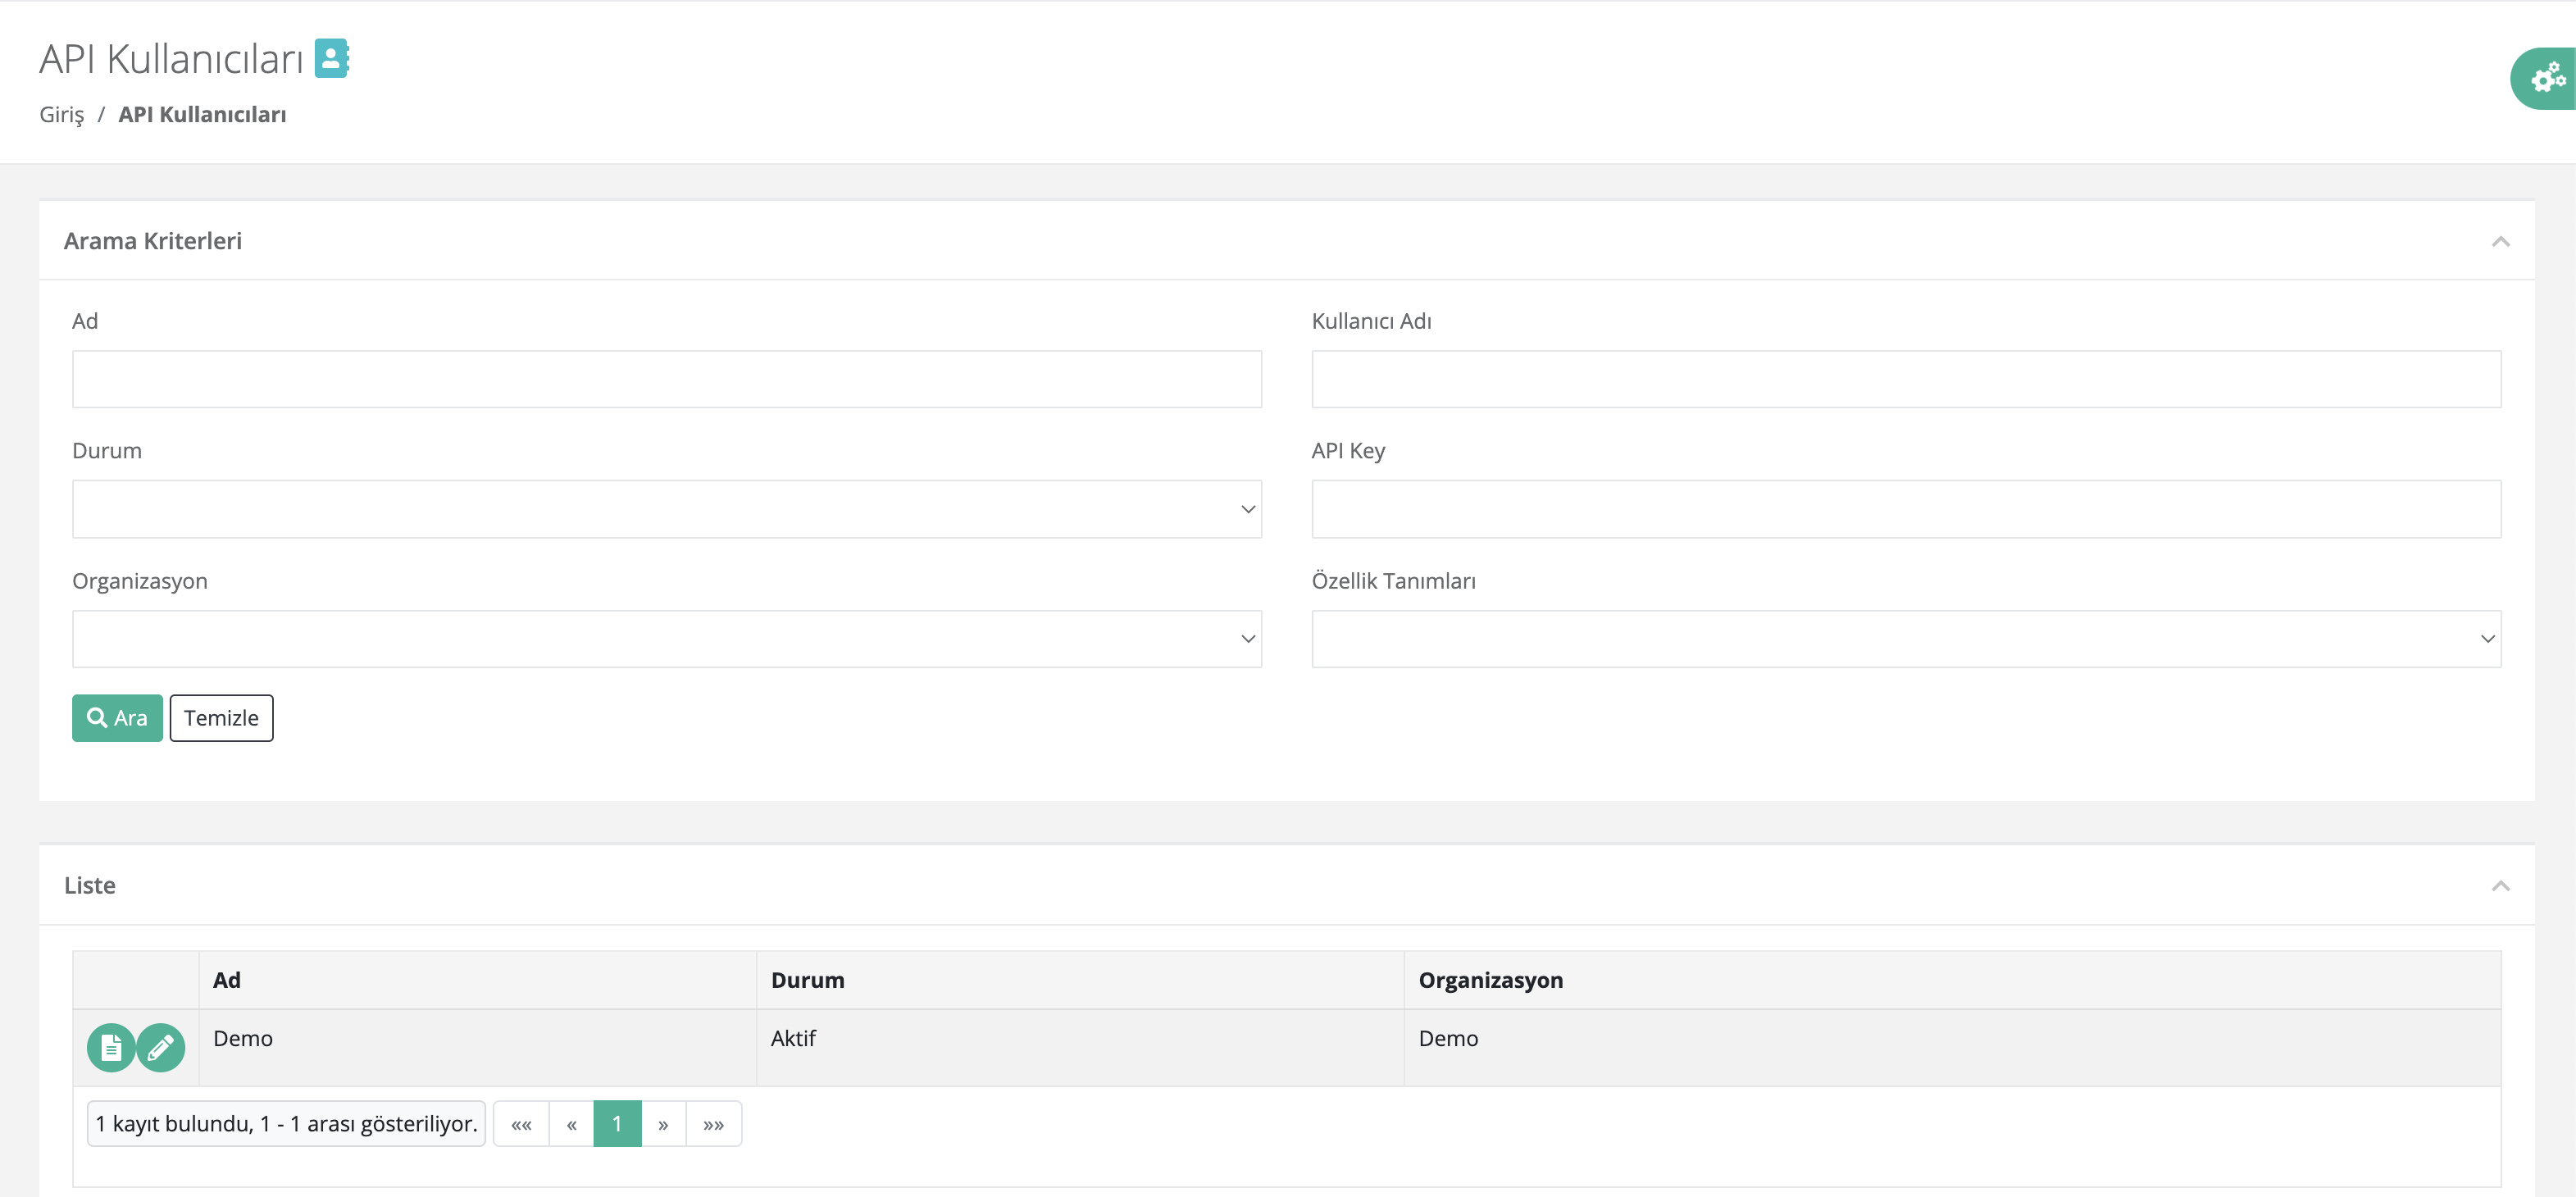 API Kullanıcıları
Giriş / API Kullanıcıları
Arama Kriterleri
Ad
Kullanıcı Adı
Durum
API Key
Organizasyon
Özellik Tanımları
Ara
Temizle
Liste
Ad Durum Organizasyon
Demo Aktif Demo
1 kayıt bulundu, 1 - 1 arası gösteriliyor. «« « 1 » »»